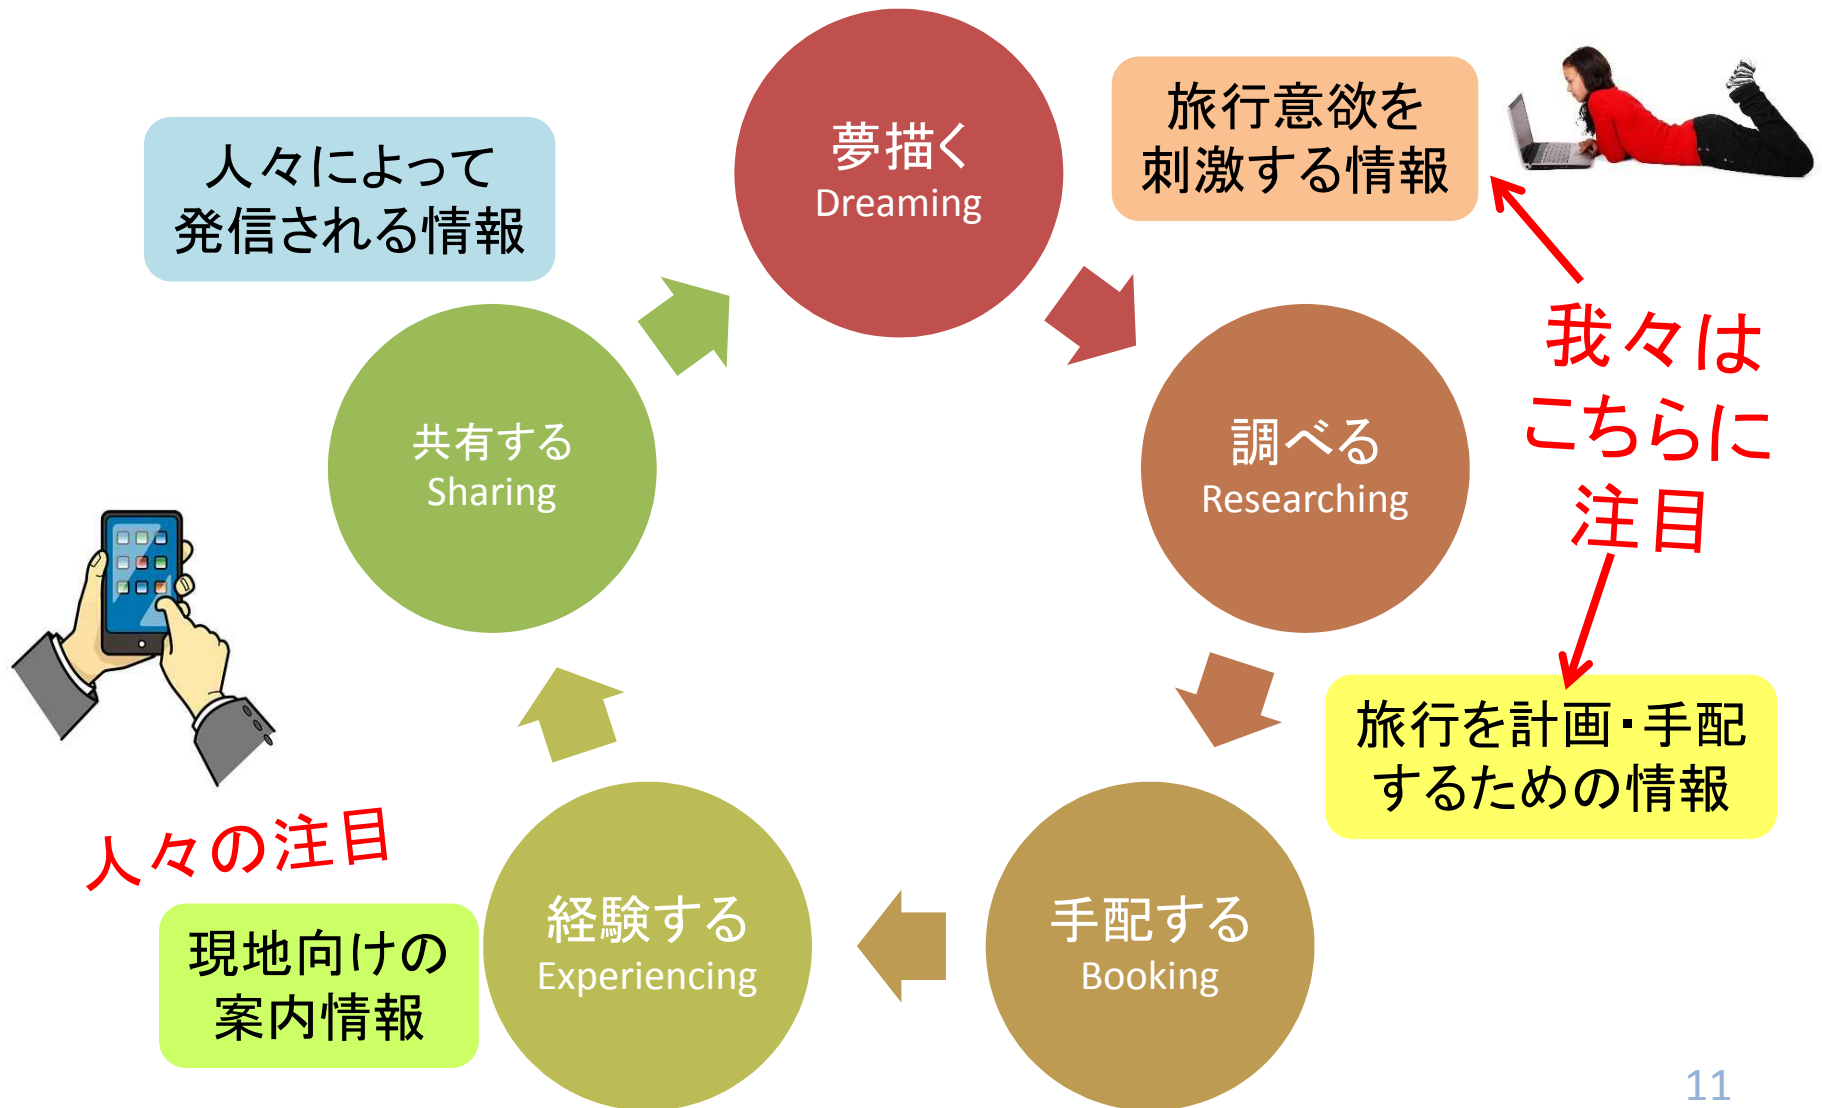 夢描く
Dreaming
旅行意欲を
刺激する情報
人々によって
発信される情報
我々は
こちらに
注目
共有する
Sharing
調べる
Researching
旅行を計画・手配
するための情報
人々の注目
現地向けの
案内情報
経験する
Experiencing
手配する
Booking
11